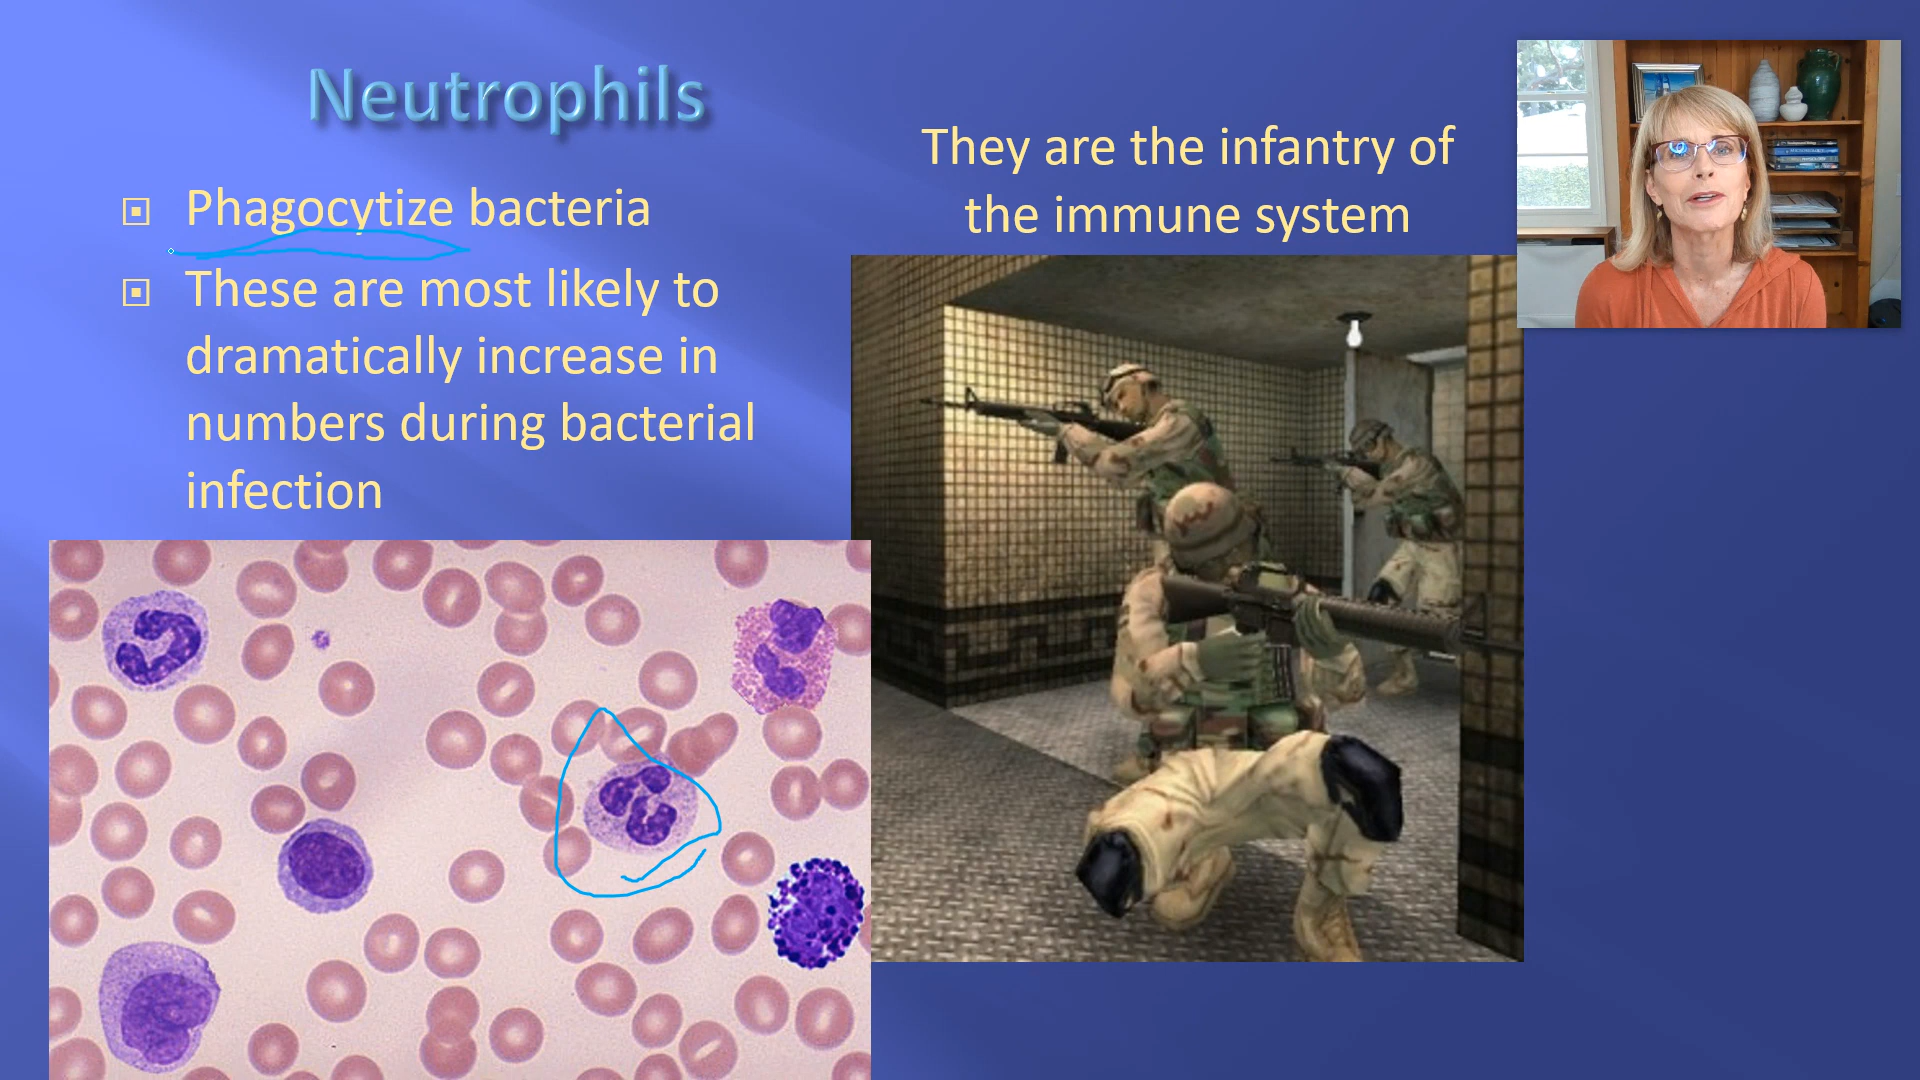 Neutrophils
Phagocytize bacteria
These are most likely to
dramatically increase in
numbers during bacterial
infection
They are the infantry of
the immune system